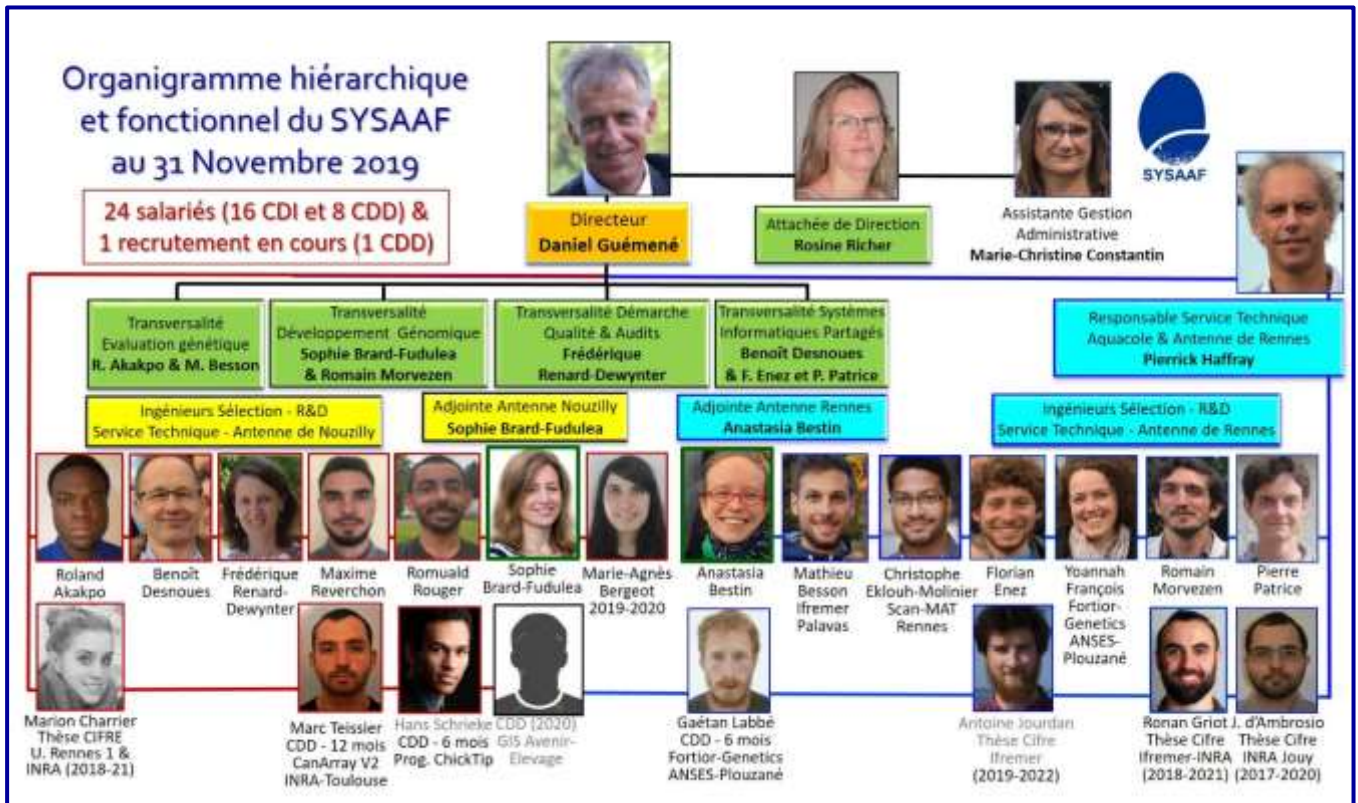 Organigramme hiérarchique
et fonctionnel du SYSAAF
au 31 Novembre 2019
24 salariés (16 CDI et 8 CDD) &
1 recrutement en cours (1 CDD)
SYSAAF
Directeur
Daniel Guémené
Attachée de Direction
Rosine Richer
Assistante Gestion
Administrative
Marie-Christine Constantin
Transversalité
Evaluation génétique
R. Akakpo & M. Besson
Transversalité
Développement Génomique
Sophie Brard-Fudulea
& Romain Morvezen
Transversalité Démarche
Qualité & Audits
Frédérique
Renard-Dewynter
Transversalité Systèmes
Informatiques Partagés
Benoît Desnoues
& F. Enez et P. Patrice
Responsable Service Technique
Aquacole & Antenne de Rennes
Pierrick Haffray
Ingénieurs Sélection - R&D
Service Technique - Antenne de Nouzilly
Adjointe Antenne Nouzilly
Sophie Brard-Fudulea
Adjointe Antenne Rennes
Anastasia Bestin
Ingénieurs Sélection - R&D
Service Technique - Antenne de Rennes
Roland
Akakpo
Benoît
Desnoues
Frédérique
Renard-
Dewynter
Maxime
Reverchon
Romuald
Rouger
Sophie
Brard-Fudulea
Marie-Agnès
Bergeot
2019-2020
Anastasia
Bestin
Mathieu
Besson
Ifremer
Palavas
Christophe
Eklouh-Molinier
Scan-MAT
Rennes
Florian
Enez
Yoannah
François
Fortior-
Genetics
ANSES-
Plouzané
Romain
Morvezen
Pierre
Patrice
Marion Charrier
Thèse CIFRE
U. Rennes 1 &
INRA (2018-21)
Marc Teissier
CDD - 12 mois
CanArray V2
INRA-Toulouse
Hans Schrieke
CDD - 6 mois
Prog. ChickTip
CDD (2020)
GIS Avenir-
Elevage
Gaétan Labbé
CDD - 6 mois
Fortior-Genetics
ANSES-Plouzané
Antoine Jourdan
Thèse Cifre
Ifremer
(2019-2022)
Ronan Griot
Thèse Cifre
Ifremer-INRA
(2018-2021)
J. d'Ambrosio
Thèse Cifre
INRA Jouy
(2017-2020)